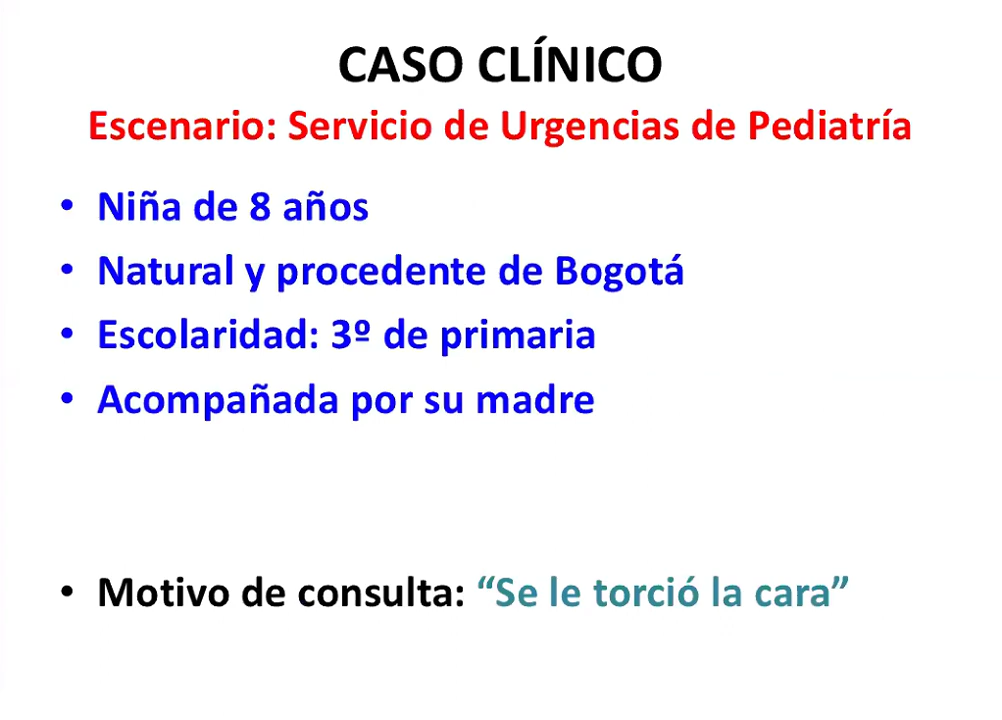 CASO CLÍNICO
Escenario: Servicio de Urgencias de Pediatría
• Niña de 8 años
• Natural y procedente de Bogotá
• Escolaridad: 3º de primaria
• Acompañada por su madre
• Motivo de consulta: “Se le torció la cara”